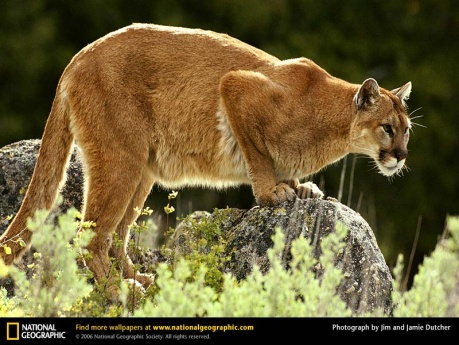 NATIONAL
GEOGRAPHIC
Find more wallpapers at www.nationalgeographic.com
© 2006 National Geographic Society. All rights reserved.
Photograph by Jim and Jamie Dutcher